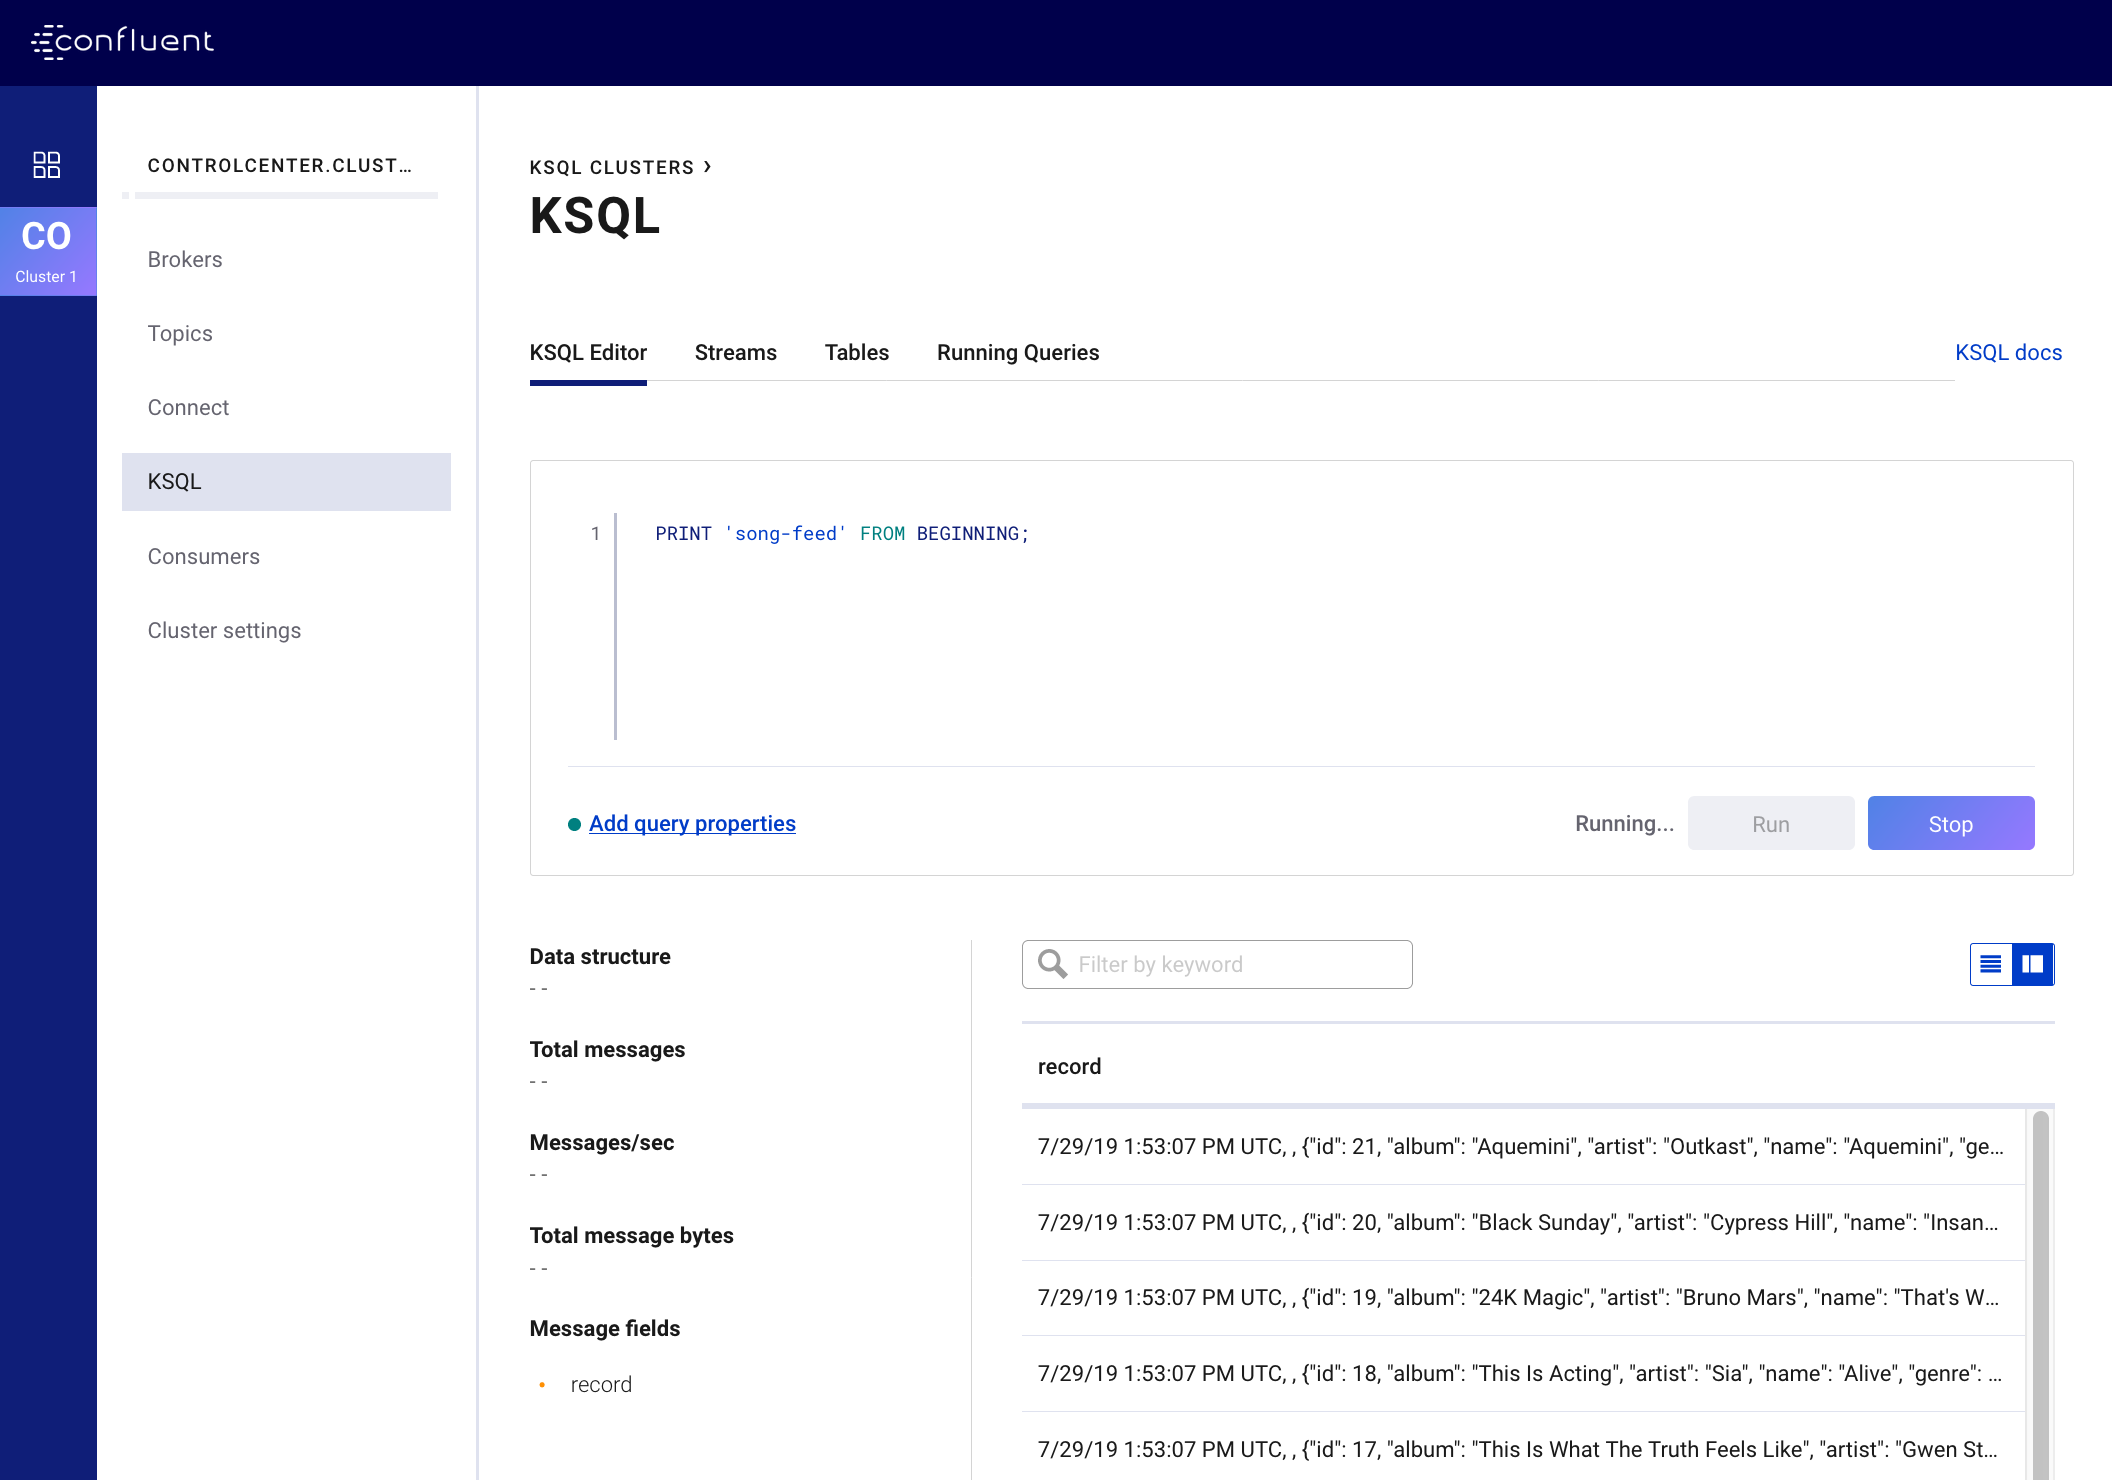 confluent
CONTROLCENTER.CLUST...
CO
Cluster 1
Brokers
Topics
Connect
KSQL
Consumers
Cluster settings
KSQL CLUSTERS ›
KSQL
KSQL Editor Streams Tables Running Queries KSQL docs
1 PRINT 'song-feed' FROM BEGINNING;
Add query properties Running... Run Stop
Data structure
- -
Total messages
- -
Messages/sec
- -
Total message bytes
- -
Message fields
• record
Filter by keyword
record
7/29/19 1:53:07 PM UTC, , {"id": 21, "album": "Aquemini", "artist": "Outkast", "name": "Aquemini", "ge...
7/29/19 1:53:07 PM UTC, , {"id": 20, "album": "Black Sunday", "artist": "Cypress Hill", "name": "Insan...
7/29/19 1:53:07 PM UTC, , {"id": 19, "album": "24K Magic", "artist": "Bruno Mars", "name": "That's W...
7/29/19 1:53:07 PM UTC, , {"id": 18, "album": "This Is Acting", "artist": "Sia", "name": "Alive", "genre": ...
7/29/19 1:53:07 PM UTC, , {"id": 17, "album": "This Is What The Truth Feels Like", "artist": "Gwen St...